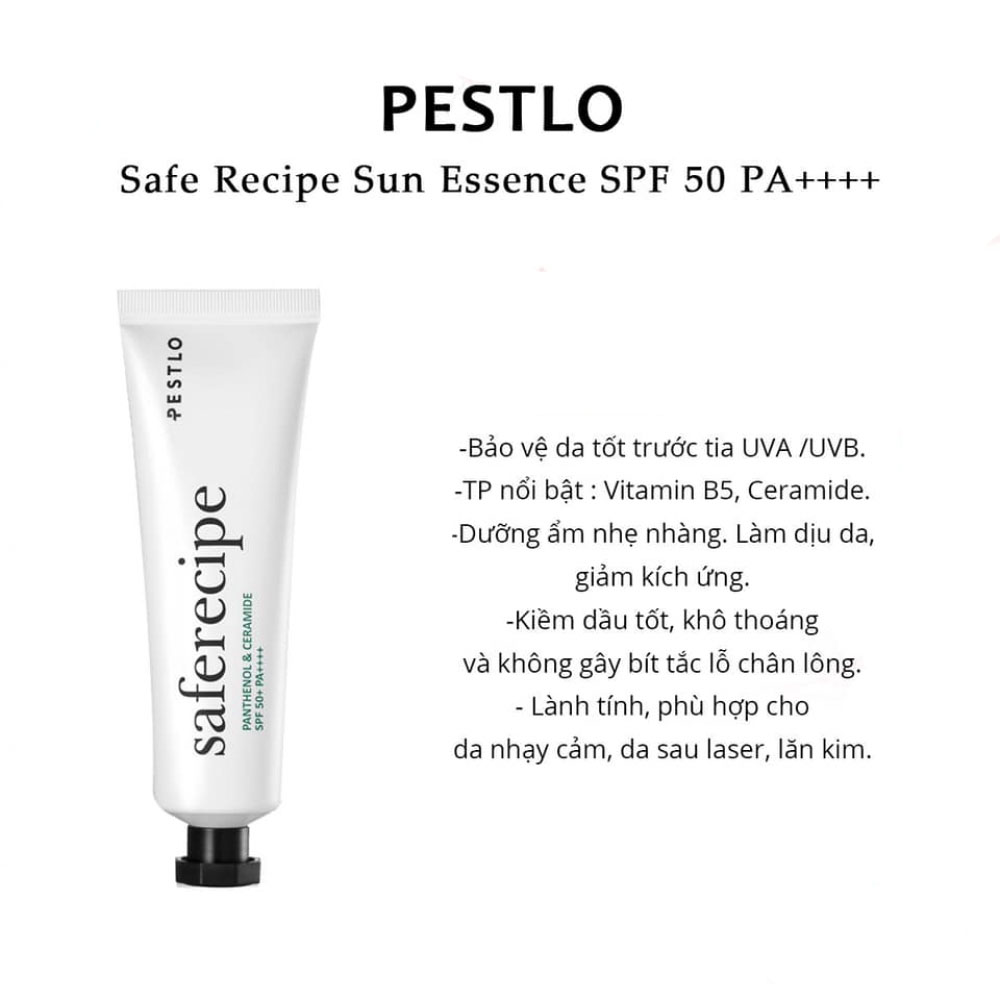 PESTLO
Safe Recipe Sun Essence SPF 50 PA++++
PESTLO
saferecipe
PANTHENOL & CERAMIDE
SPF 50+ PA++++
-Bảo vệ da tốt trước tia UVA /UVB.
-TP nổi bật : Vitamin B5, Ceramide.
-Dưỡng ẩm nhẹ nhàng. Làm dịu da,
giảm kích ứng.
-Kiềm dầu tốt, khô thoáng
và không gây bít tắc lỗ chân lông.
- Lành tính, phù hợp cho
da nhạy cảm, da sau laser, lăn kim.